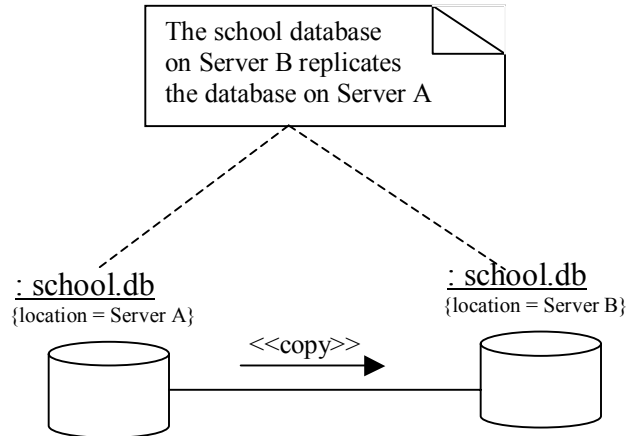 The school database
on Server B replicates
the database on Server A
: school.db
{location = Server A}
: school.db
{location = Server B}
<<copy>>